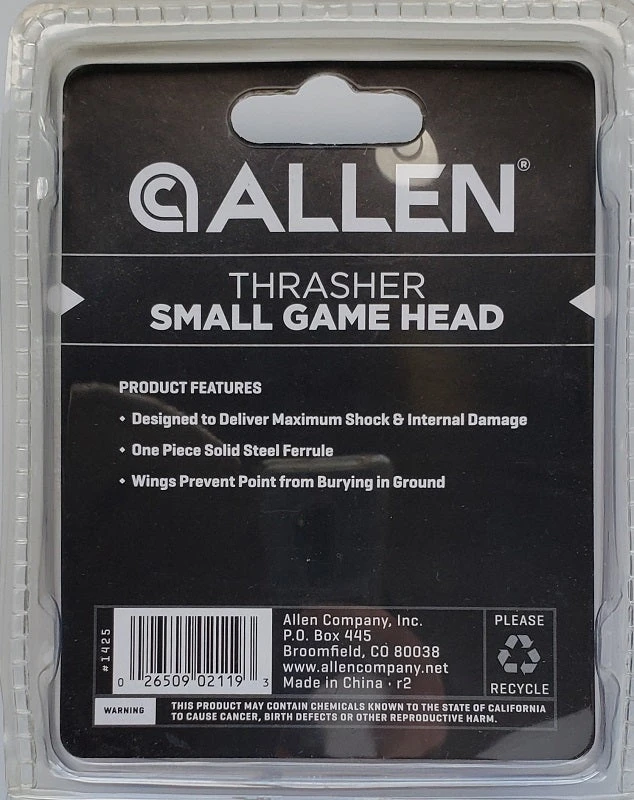 ALLEN®
THRASHER
SMALL GAME HEAD
PRODUCT FEATURES
• Designed to Deliver Maximum Shock & Internal Damage
• One Piece Solid Steel Ferrule
• Wings Prevent Point from Burying in Ground
#1425
0 26509 02119 3
Allen Company, Inc.
P.O. Box 445
Broomfield, CO 80038
www.allencompany.net
Made in China · r2
PLEASE
RECYCLE
WARNING
THIS PRODUCT MAY CONTAIN CHEMICALS KNOWN TO THE STATE OF CALIFORNIA
TO CAUSE CANCER, BIRTH DEFECTS OR OTHER REPRODUCTIVE HARM.